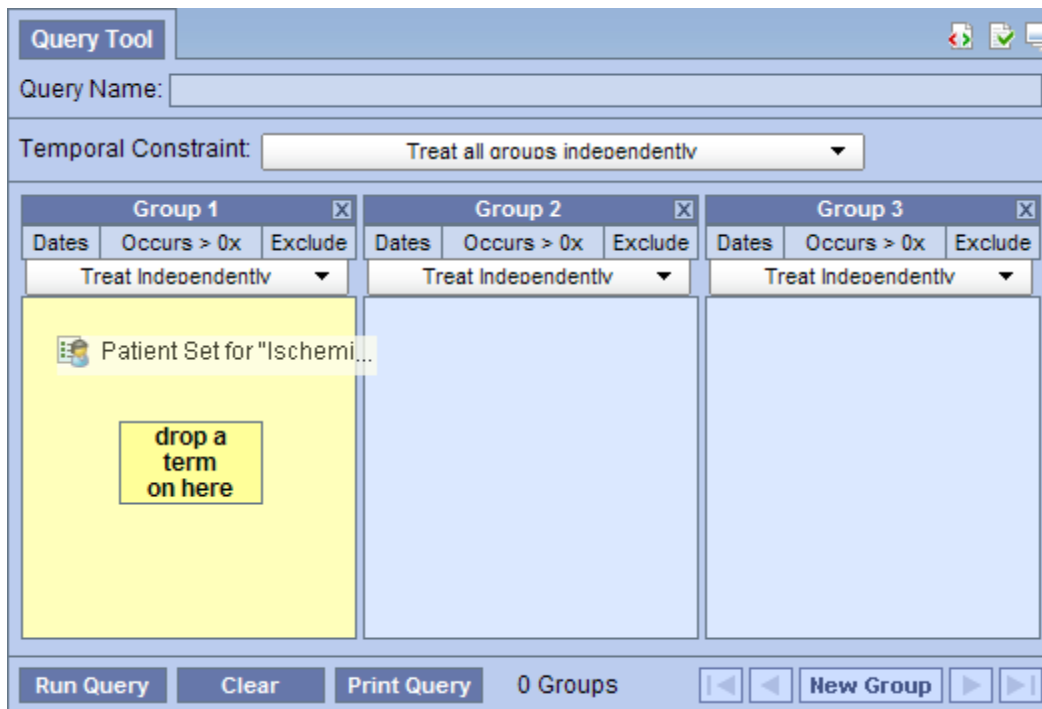 Query Tool
Query Name:
Temporal Constraint: Treat all groups independently
Group 1 X Group 2 X Group 3 X
Dates Occurs > 0x Exclude Dates Occurs > 0x Exclude Dates Occurs > 0x Exclude
Treat Independently Treat Independently Treat Independently
Patient Set for "Ischemi...
drop a
term
on here
Run Query Clear Print Query 0 Groups New Group